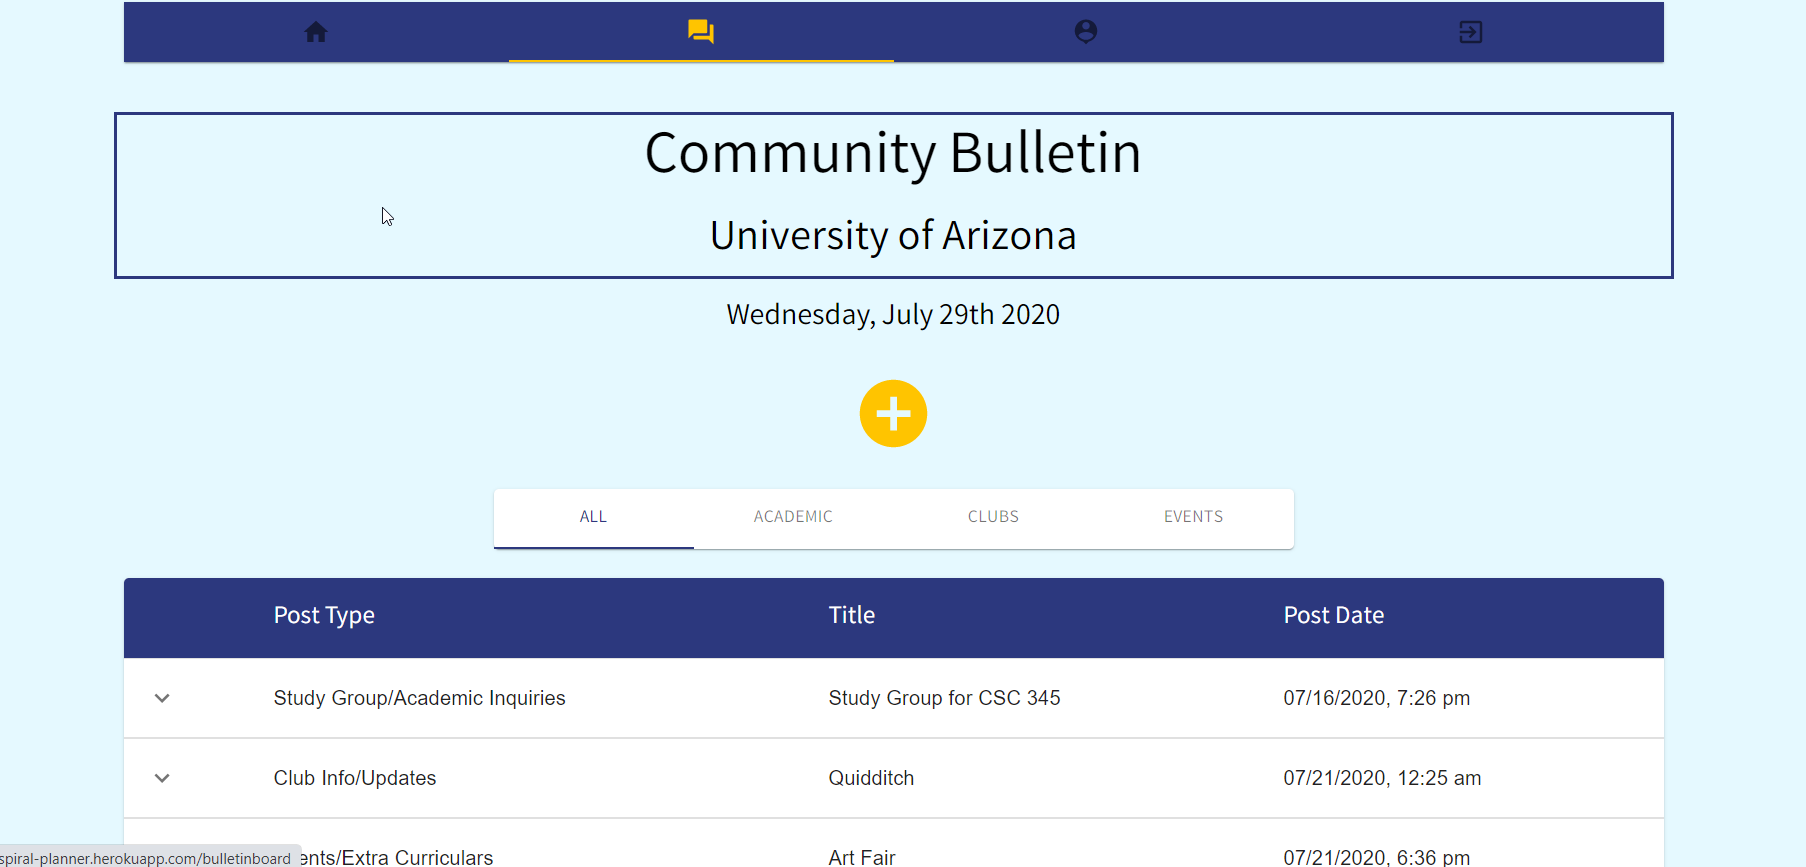 Community Bulletin
University of Arizona
Wednesday, July 29th 2020
ALL ACADEMIC CLUBS EVENTS
Post Type Title Post Date
Study Group/Academic Inquiries Study Group for CSC 345 07/16/2020, 7:26 pm
Club Info/Updates Quidditch 07/21/2020, 12:25 am
ents/Extra Curriculars Art Fair 07/21/2020, 6:36 pm
spiral-planner.herokuapp.com/bulletinboard